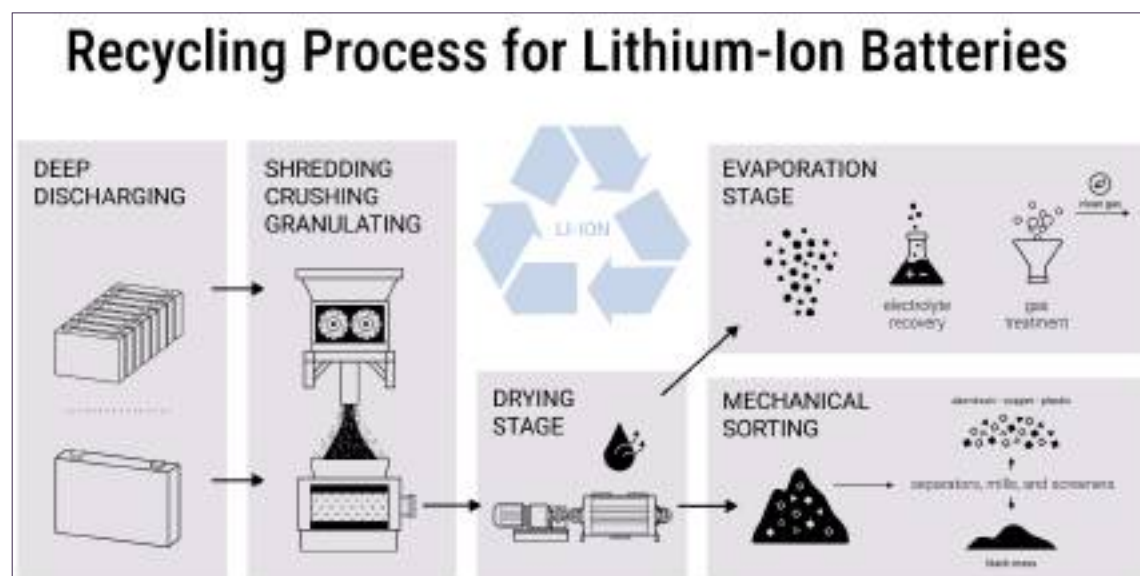 Recycling Process for Lithium-Ion Batteries
DEEP
DISCHARGING
SHREDDING
CRUSHING
GRANULATING
LI-ION
EVAPORATION
STAGE
clean gas
electrolyte
recovery
gas
treatment
DRYING
STAGE
MECHANICAL
SORTING
aluminum · copper · plastic
separators, mills, and screeners
black mass